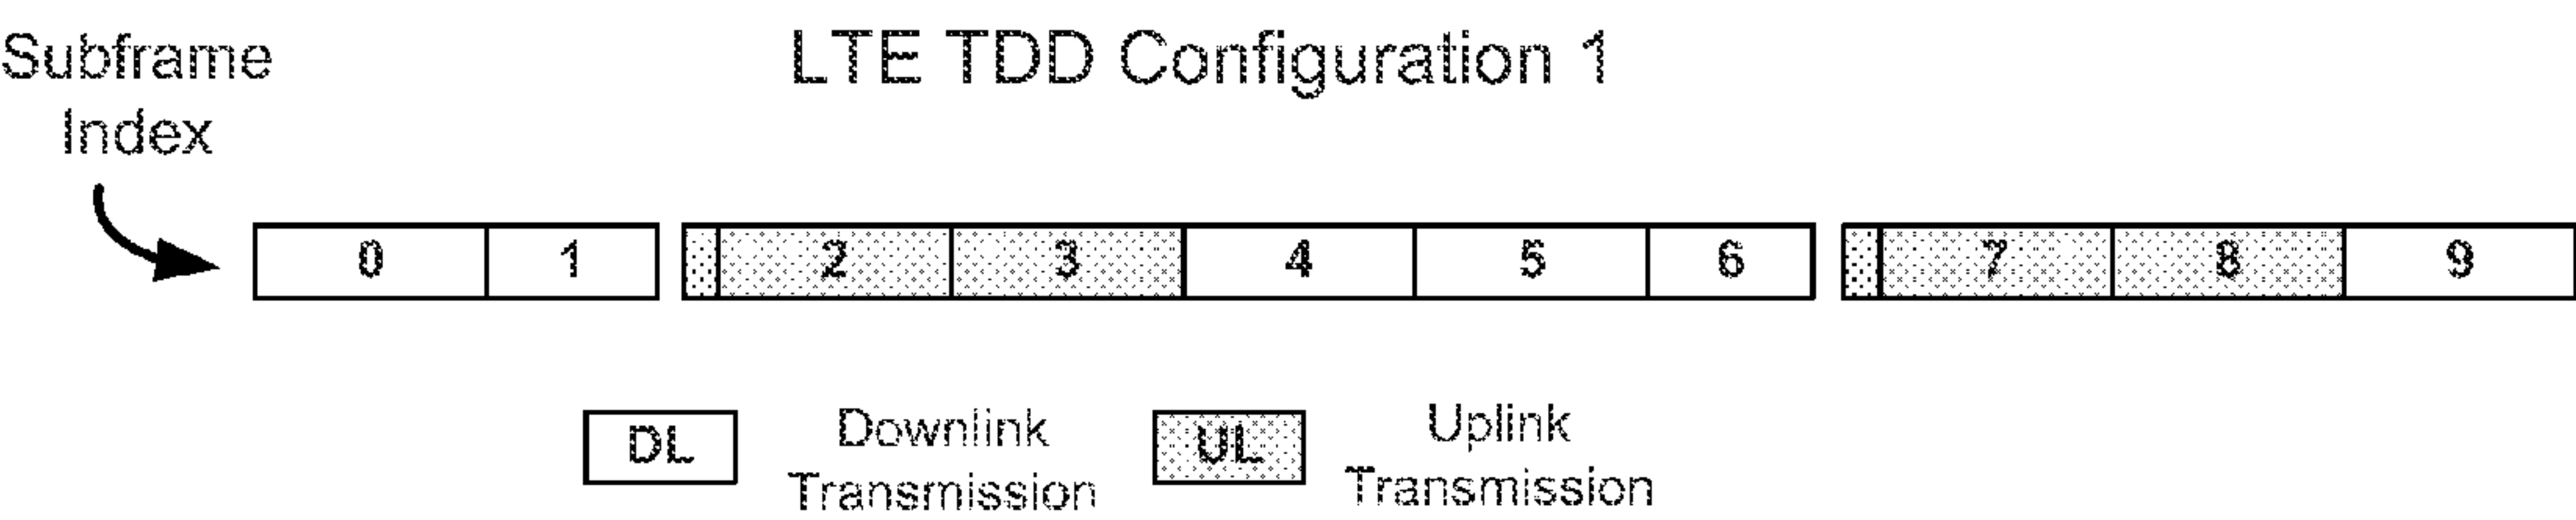 LTE TDD Configuration 1
Subframe
Index
0 1 2 3 4 5 6 7 8 9
DL Downlink
Transmission
UL Uplink
Transmission